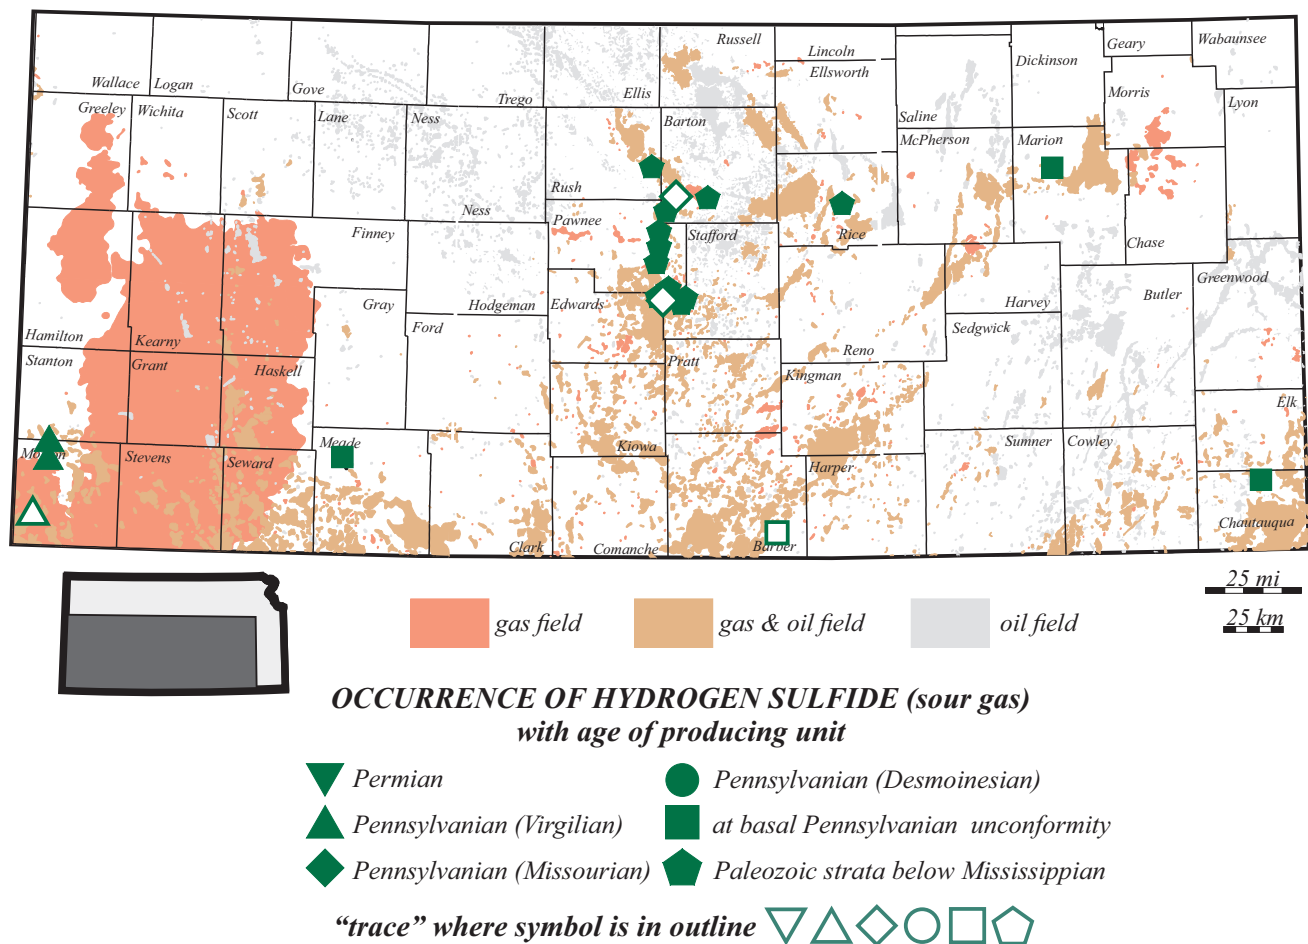 Russell
Lincoln
Ellsworth
Geary
Wabaunsee
Dickinson
Wallace
Logan
Gove
Trego
Ellis
Morris
Lyon
Greeley
Wichita
Scott
Lane
Ness
Barton
Saline
McPherson
Marion
Rush
Ness
Pawnee
Finney
Stafford
Rice
Chase
Greenwood
Gray
Hodgeman
Edwards
Harvey
Butler
Hamilton
Kearny
Ford
Sedgwick
Stanton
Grant
Haskell
Pratt
Reno
Kingman
Elk
Morton
Stevens
Seward
Meade
Kiowa
Harper
Sumner
Cowley
Clark
Comanche
Barber
Chautauqua
25 mi
25 km
gas field
gas & oil field
oil field
OCCURRENCE OF HYDROGEN SULFIDE (sour gas)
with age of producing unit
Permian
Pennsylvanian (Desmoinesian)
Pennsylvanian (Virgilian)
at basal Pennsylvanian unconformity
Pennsylvanian (Missourian)
Paleozoic strata below Mississippian
“trace” where symbol is in outline